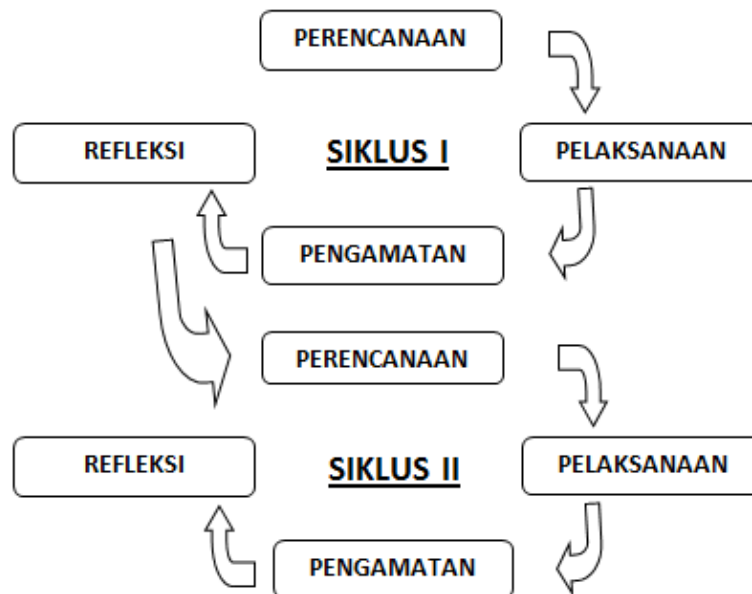 PERENCANAAN
REFLEKSI
SIKLUS I
PELAKSANAAN
PENGAMATAN
PERENCANAAN
REFLEKSI
SIKLUS II
PELAKSANAAN
PENGAMATAN